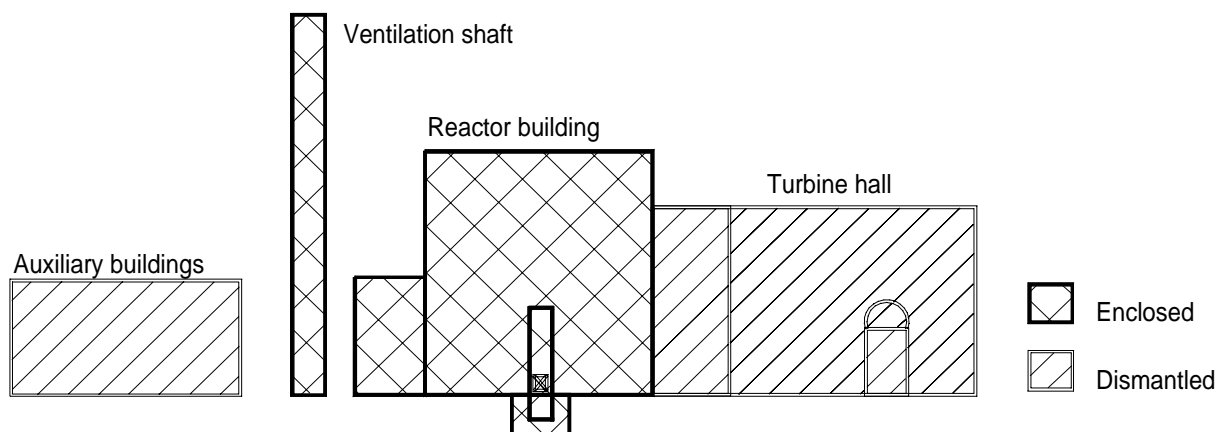 Ventilation shaft
Reactor building
Turbine hall
Auxiliary buildings
Enclosed
Dismantled